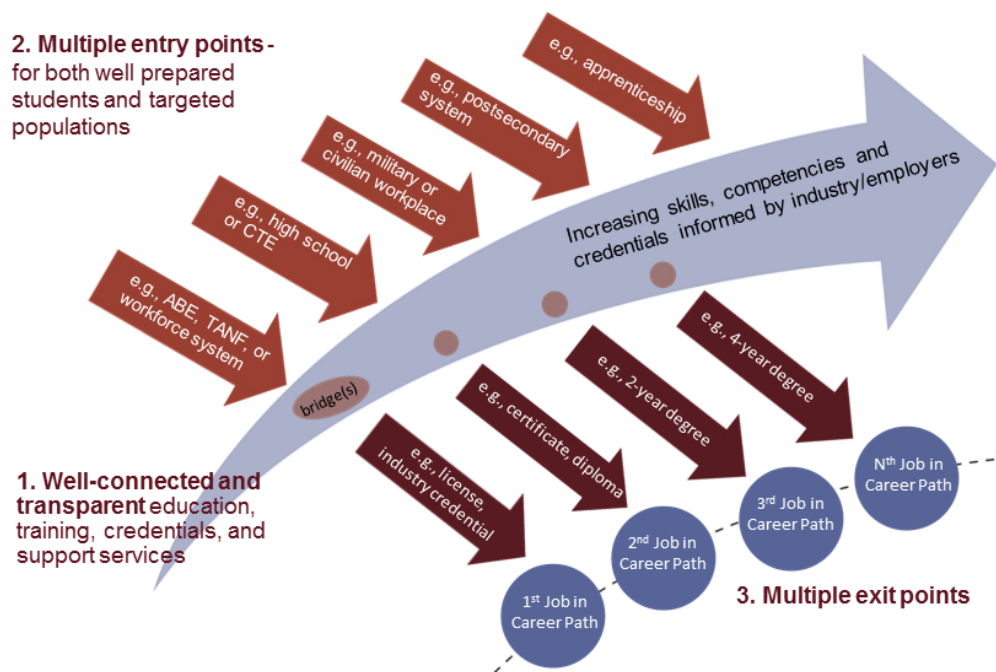 2. Multiple entry points -
for both well prepared
students and targeted
populations
e.g., apprenticeship
e.g., postsecondary
system
e.g., military or
civilian workplace
e.g., high school
or CTE
e.g., ABE, TANF, or
workforce system
Increasing skills, competencies and
credentials informed by industry/employers
bridge(s)
1. Well-connected and
transparent education,
training, credentials, and
support services
e.g., license,
industry credential
e.g., certificate, diploma
e.g., 2-year degree
e.g., 4-year degree
1st Job in
Career Path
2nd Job in
Career Path
3rd Job in
Career Path
Nth Job in
Career Path
3. Multiple exit points